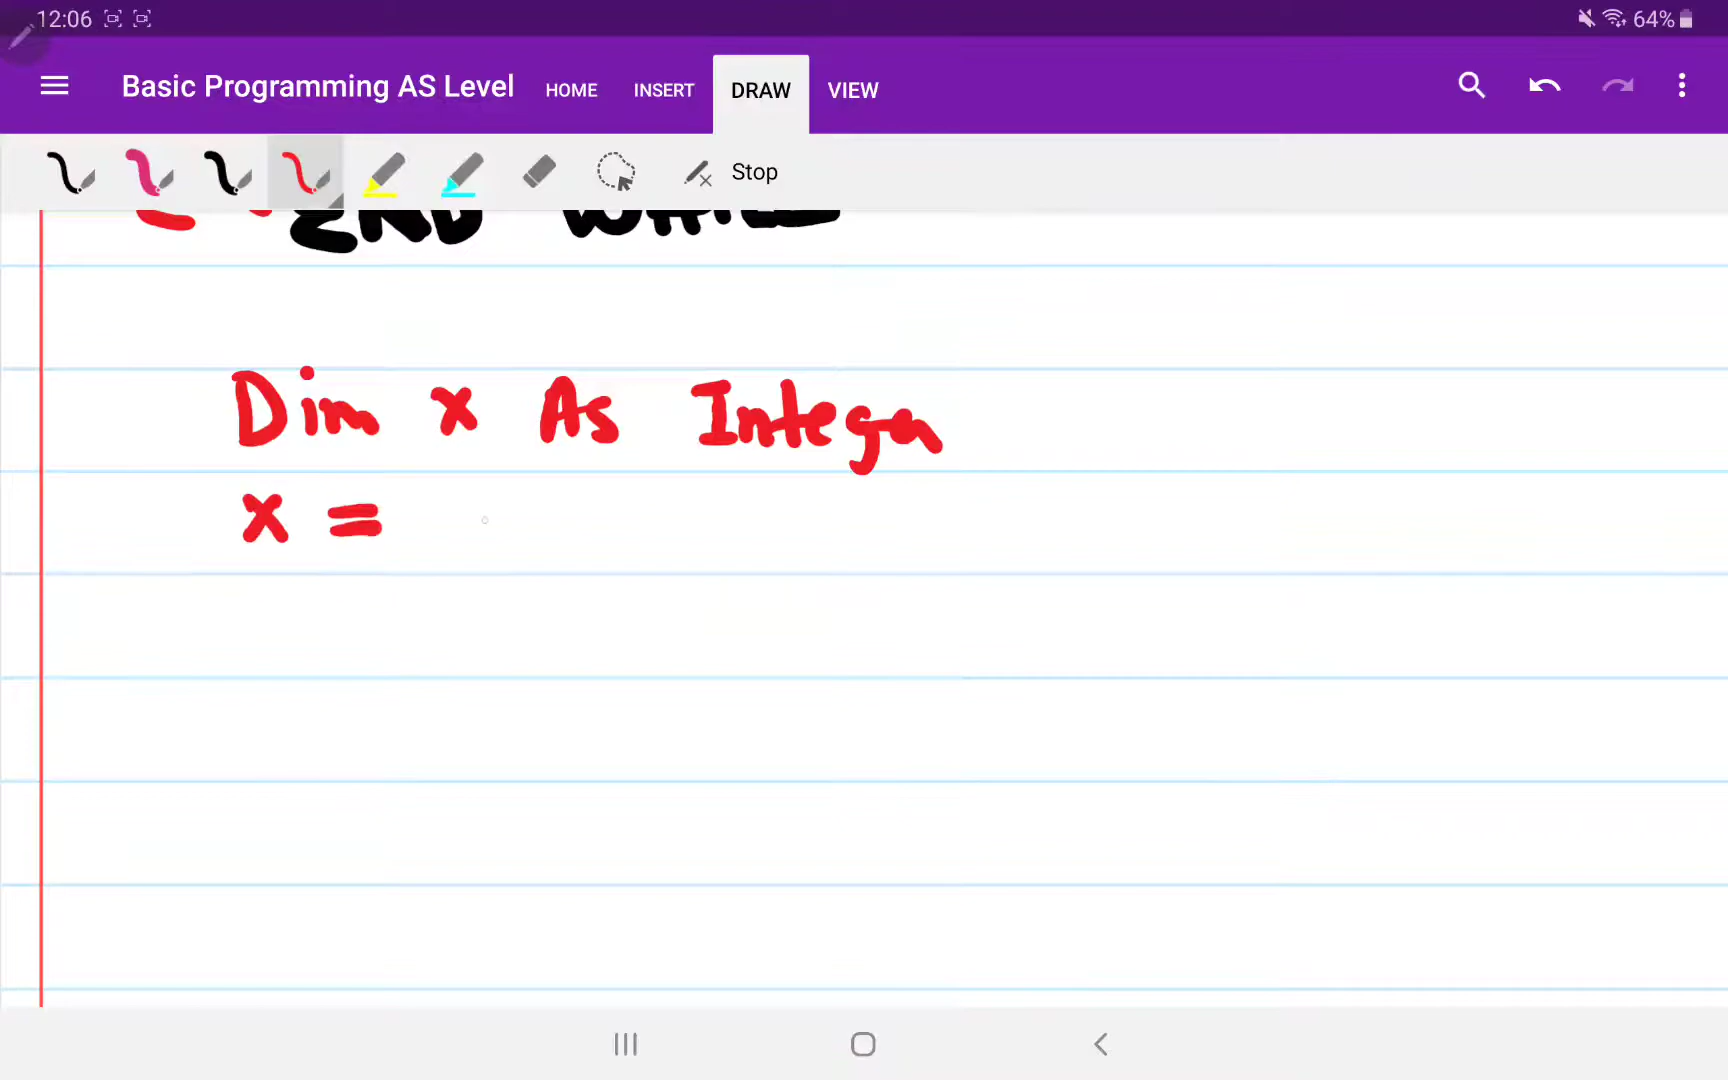 12:06 64%
Basic Programming AS Level HOME INSERT DRAW VIEW
Stop
Dim x As Integer
x =